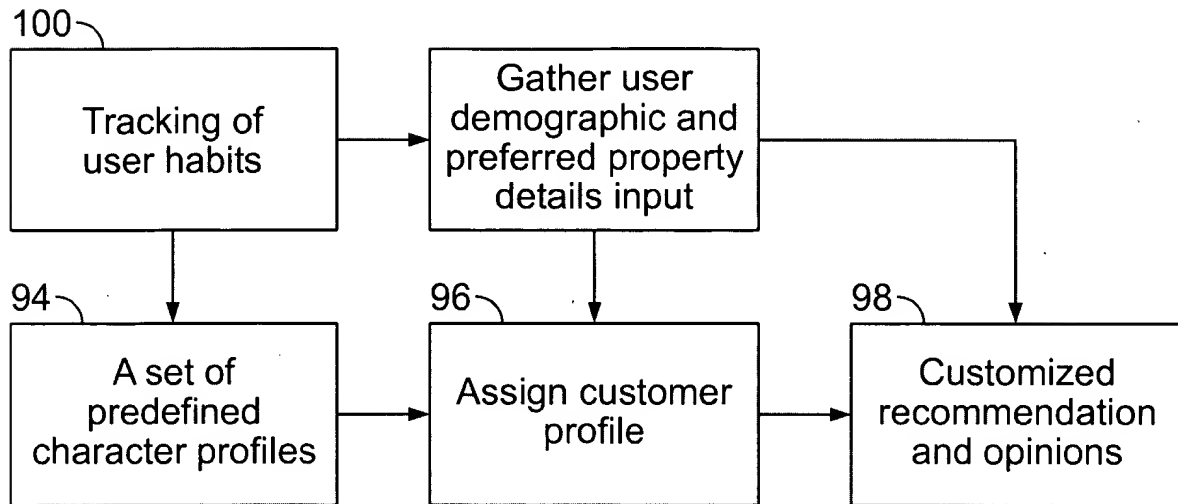 100
Tracking of
user habits
Gather user
demographic and
preferred property
details input
94
A set of
predefined
character profiles
96
Assign customer
profile
98
Customized
recommendation
and opinions